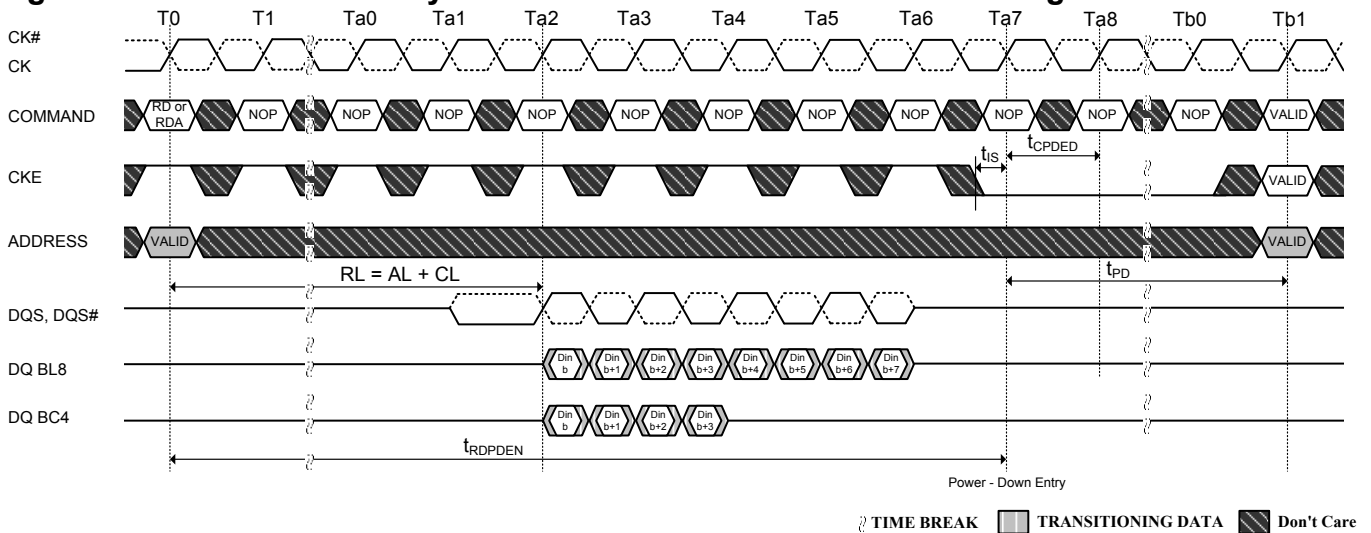 T0 T1 Ta0 Ta1 Ta2 Ta3 Ta4 Ta5 Ta6 Ta7 Ta8 Tb0 Tb1
CK#
CK
COMMAND RD or RDA NOP NOP NOP NOP NOP NOP NOP NOP NOP NOP NOP VALID
tIS tCPDED
CKE VALID
ADDRESS VALID VALID
RL = AL + CL tPD
DQS, DQS#
DQ BL8 Din b Din b+1 Din b+2 Din b+3 Din b+4 Din b+5 Din b+6 Din b+7
DQ BC4 Din b Din b+1 Din b+2 Din b+3
tRDPDEN
Power - Down Entry
TIME BREAK TRANSITIONING DATA Don't Care